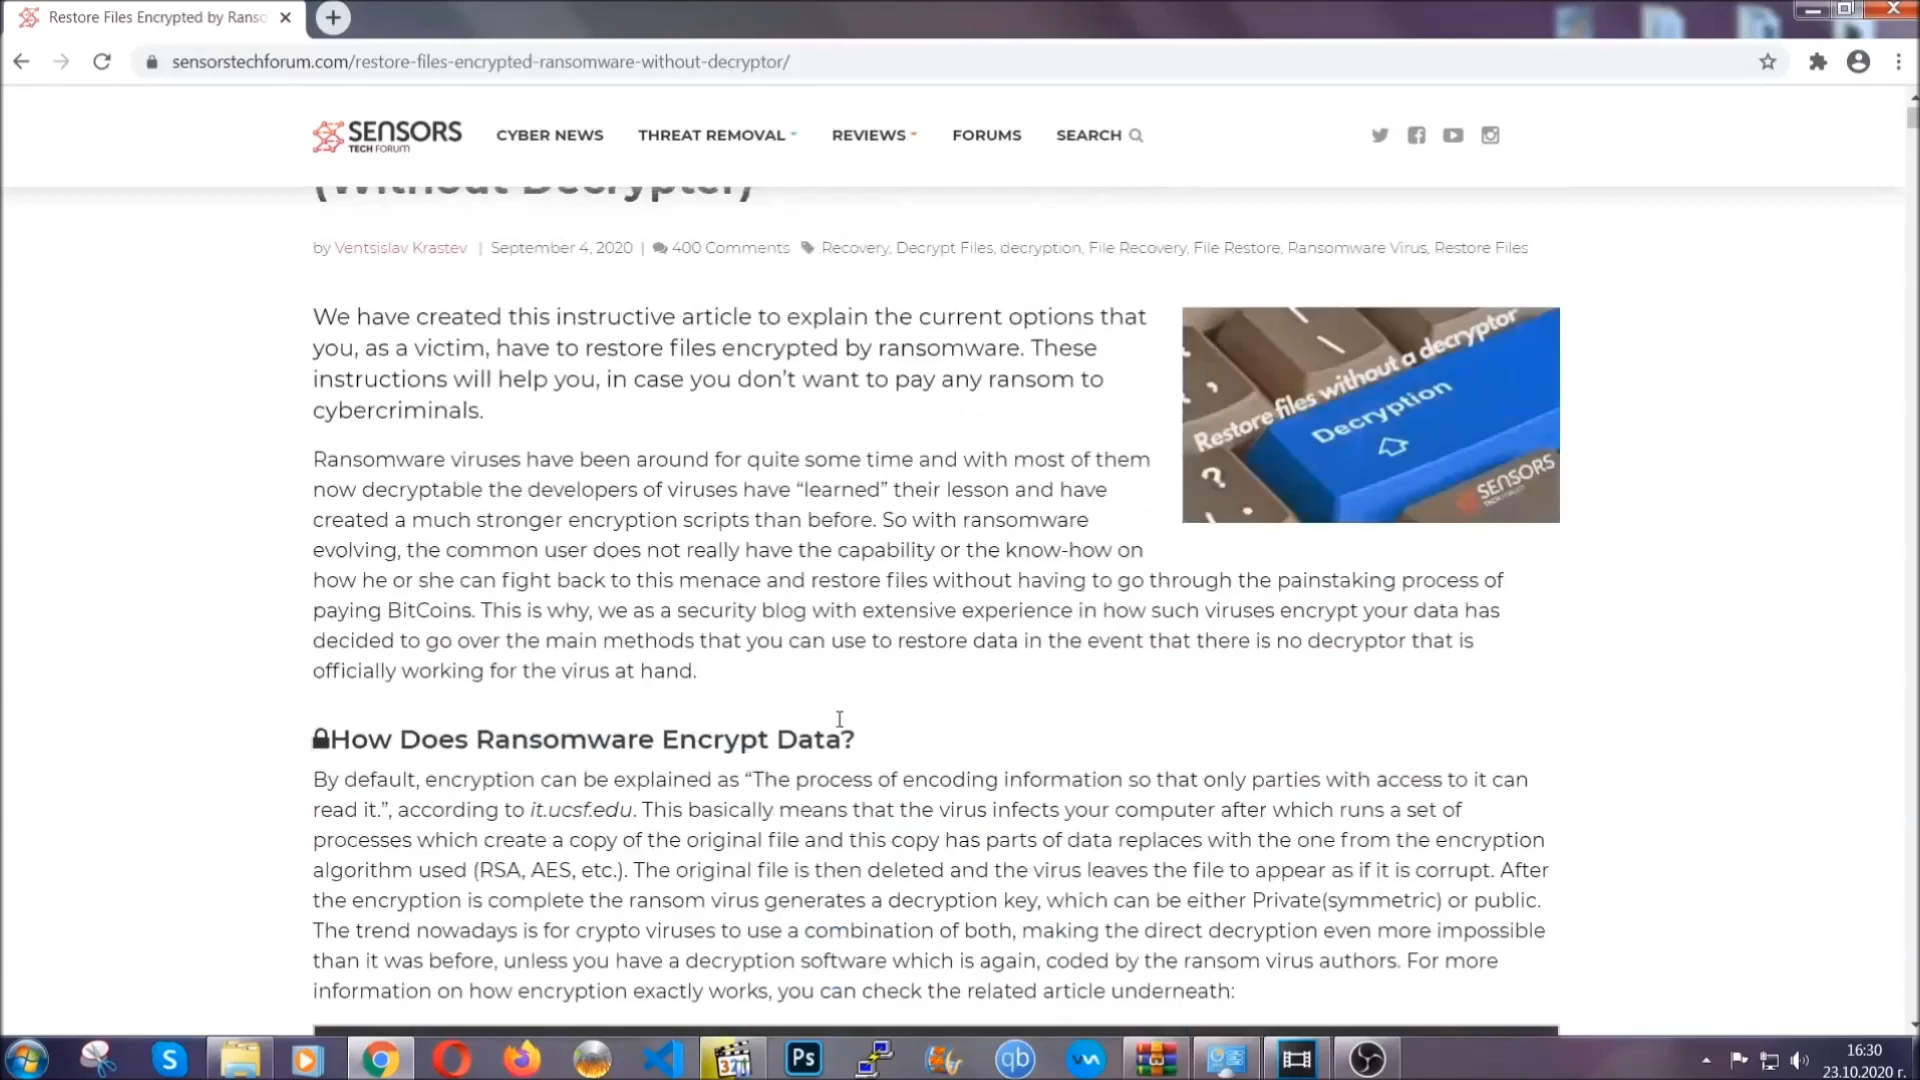 Restore Files Encrypted by Ranso
sensorstechforum.com/restore-files-encrypted-ransomware-without-decryptor/
SENSORS
TECH FORUM
CYBER NEWS
THREAT REMOVAL
REVIEWS
FORUMS
SEARCH
(Without Decrypter)
by Ventsislav Krastev | September 4, 2020 | 400 Comments Recovery, Decrypt Files, decryption, File Recovery, File Restore, Ransomware Virus, Restore Files
We have created this instructive article to explain the current options that
you, as a victim, have to restore files encrypted by ransomware. These
instructions will help you, in case you don’t want to pay any ransom to
cybercriminals.
Restore files without a decryptor
Decryption
SENSORS
Ransomware viruses have been around for quite some time and with most of them
now decryptable the developers of viruses have “learned” their lesson and have
created a much stronger encryption scripts than before. So with ransomware
evolving, the common user does not really have the capability or the know-how on
how he or she can fight back to this menace and restore files without having to go through the painstaking process of
paying BitCoins. This is why, we as a security blog with extensive experience in how such viruses encrypt your data has
decided to go over the main methods that you can use to restore data in the event that there is no decryptor that is
officially working for the virus at hand.
How Does Ransomware Encrypt Data?
By default, encryption can be explained as “The process of encoding information so that only parties with access to it can
read it.”, according to it.ucsf.edu. This basically means that the virus infects your computer after which runs a set of
processes which create a copy of the original file and this copy has parts of data replaces with the one from the encryption
algorithm used (RSA, AES, etc.). The original file is then deleted and the virus leaves the file to appear as if it is corrupt. After
the encryption is complete the ransom virus generates a decryption key, which can be either Private(symmetric) or public.
The trend nowadays is for crypto viruses to use a combination of both, making the direct decryption even more impossible
than it was before, unless you have a decryption software which is again, coded by the ransom virus authors. For more
information on how encryption exactly works, you can check the related article underneath:
S
321
Ps
qb
16:30
23.10.2020 г.